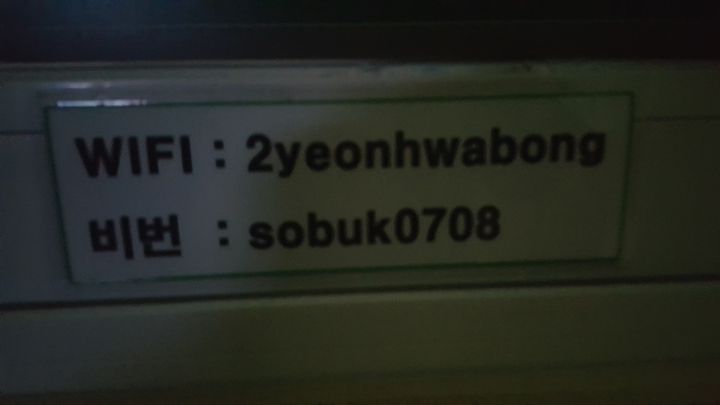 WIFI : 2yeonhwabong
비번 : sobuk0708